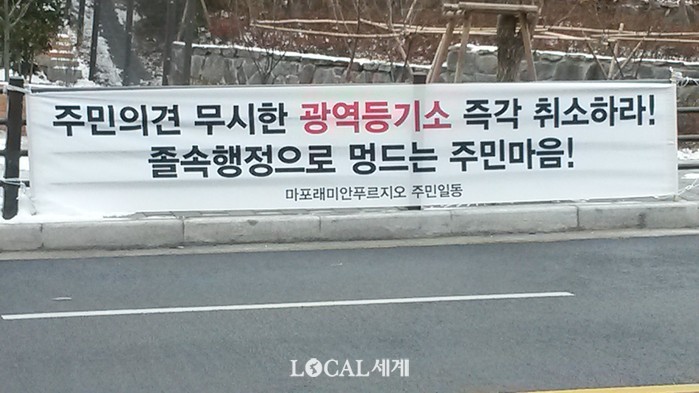 주민의견 무시한 광역등기소 즉각 취소하라!
졸속행정으로 멍드는 주민마음!
마포래미안푸르지오 주민일동
LOCAL세계